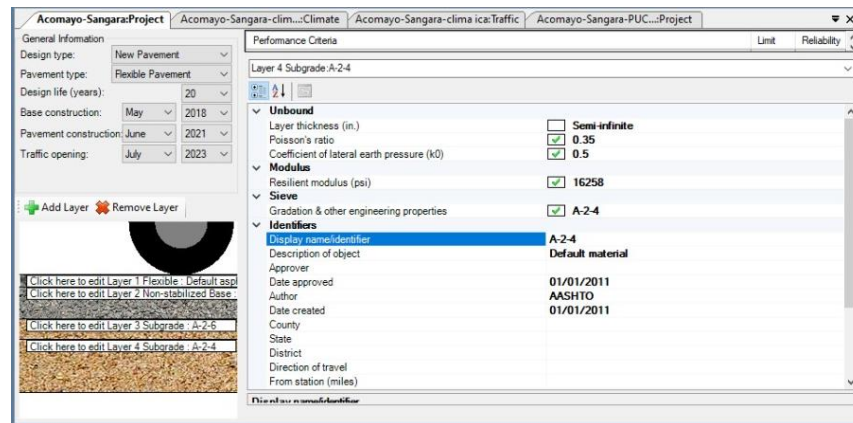 Acomayo-Sangara:Project Acomayo-Sangara-clim...:Climate Acomayo-Sangara-clima ica:Traffic Acomayo-Sangara-PUC...:Project
General Information
Design type: New Pavement
Pavement type: Flexible Pavement
Design life (years): 20
Base construction: May 2018
Pavement construction: June 2021
Traffic opening: July 2023
Add Layer Remove Layer
Click here to edit Layer 1 Flexible : Default asp
Click here to edit Layer 2 Non-stabilized Base :
Click here to edit Layer 3 Subgrade : A-2-6
Click here to edit Layer 4 Subgrade : A-2-4
Performance Criteria Limit Reliability
Layer 4 Subgrade:A-2-4
Unbound
Layer thickness (in.) Semi-infinite
Poisson's ratio 0.35
Coefficient of lateral earth pressure (k0) 0.5
Modulus
Resilient modulus (psi) 16258
Sieve
Gradation & other engineering properties A-2-4
Identifiers
Display name/identifier A-2-4
Description of object Default material
Approver
Date approved 01/01/2011
Author AASHTO
Date created 01/01/2011
County
State
District
Direction of travel
From station (miles)
Display name/identifier